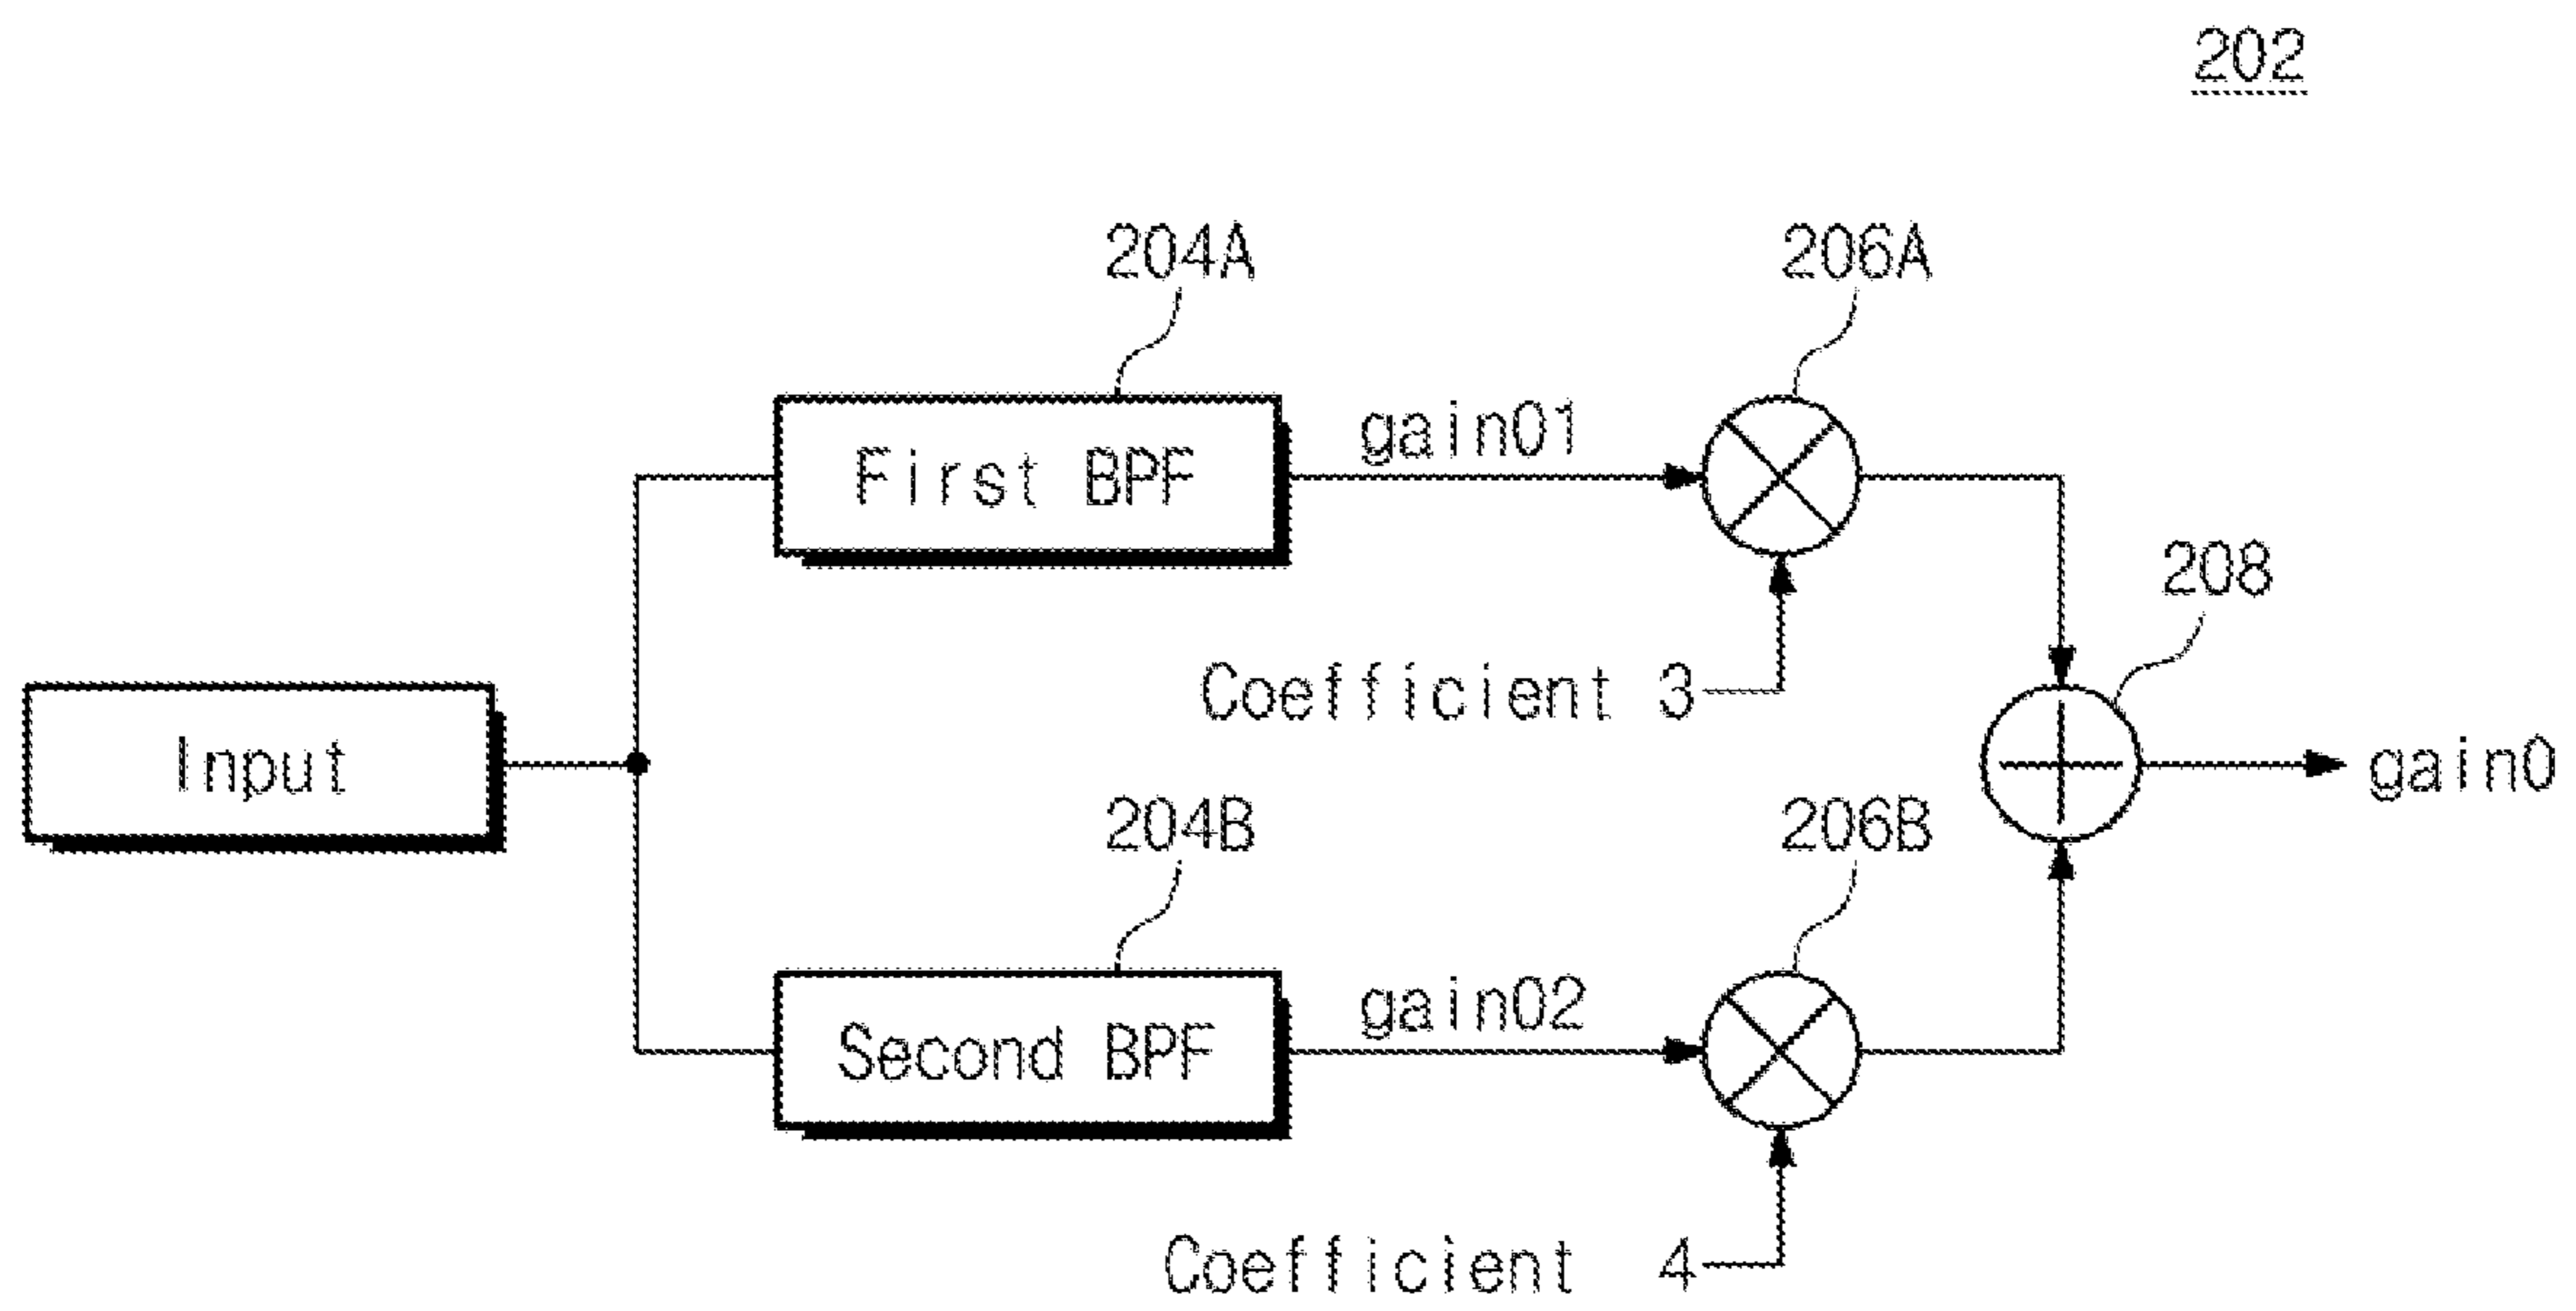 202
204A
206A
First BPF
gain01
208
Coefficient 3
Input
gain0
204B
206B
Second BPF
gain02
Coefficient 4